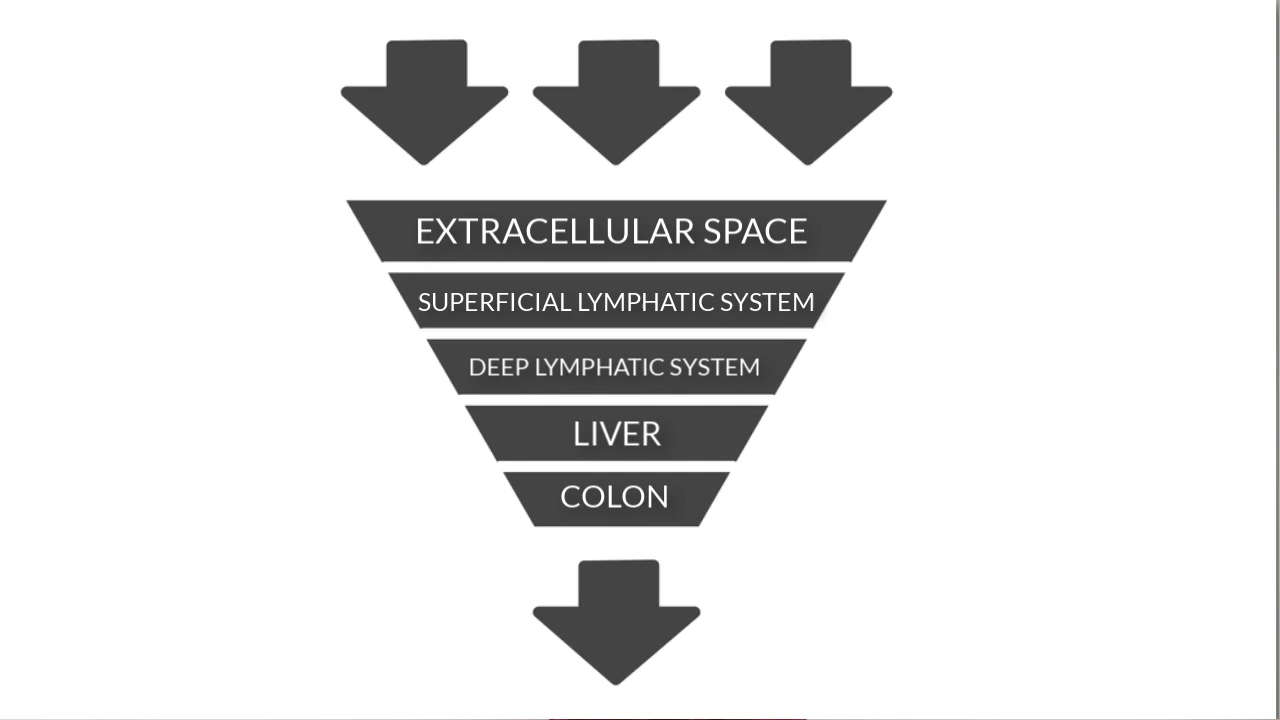 EXTRACELLULAR SPACE
SUPERFICIAL LYMPHATIC SYSTEM
DEEP LYMPHATIC SYSTEM
LIVER
COLON